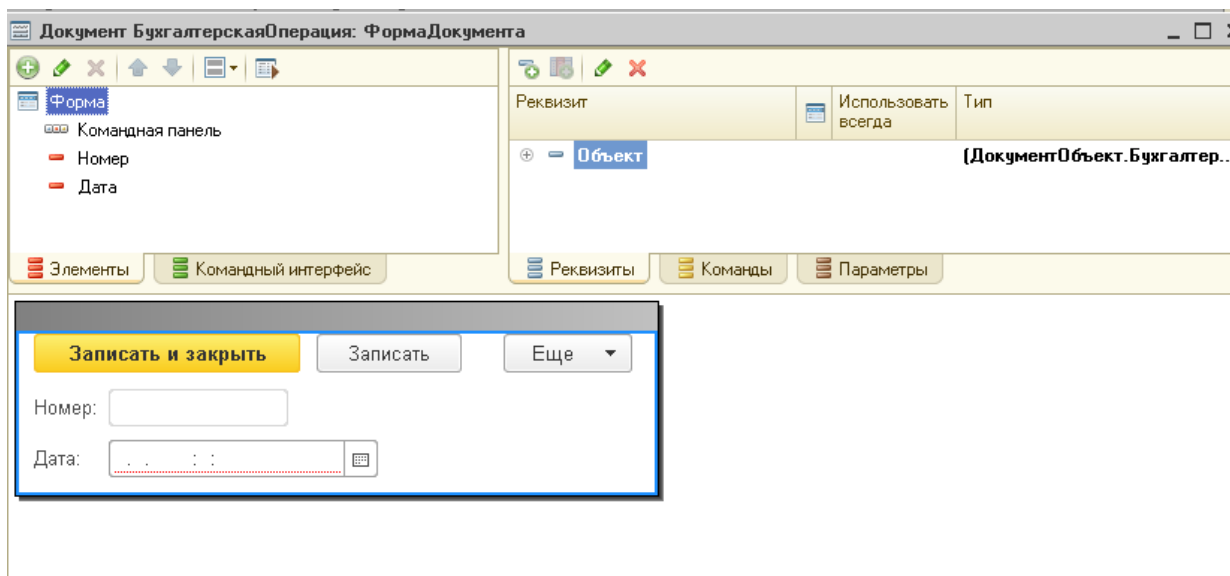 Документ БухгалтерскаяОперация: ФормаДокумента
Форма
Командная панель
Номер
Дата
Элементы
Командный интерфейс
Реквизит
Использовать
всегда
Тип
Объект
(ДокументОбъект.Бухгалтер...
Реквизиты
Команды
Параметры
Записать и закрыть
Записать
Еще
Номер:
Дата:
. . : :